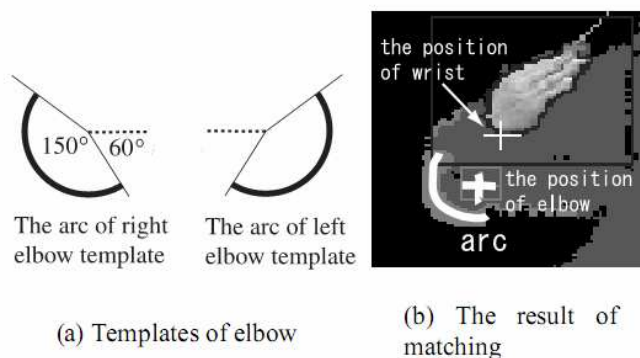 150°
60°
The arc of right
elbow template
The arc of left
elbow template
(a) Templates of elbow
the position
of wrist
the position
of elbow
arc
(b) The result of
matching